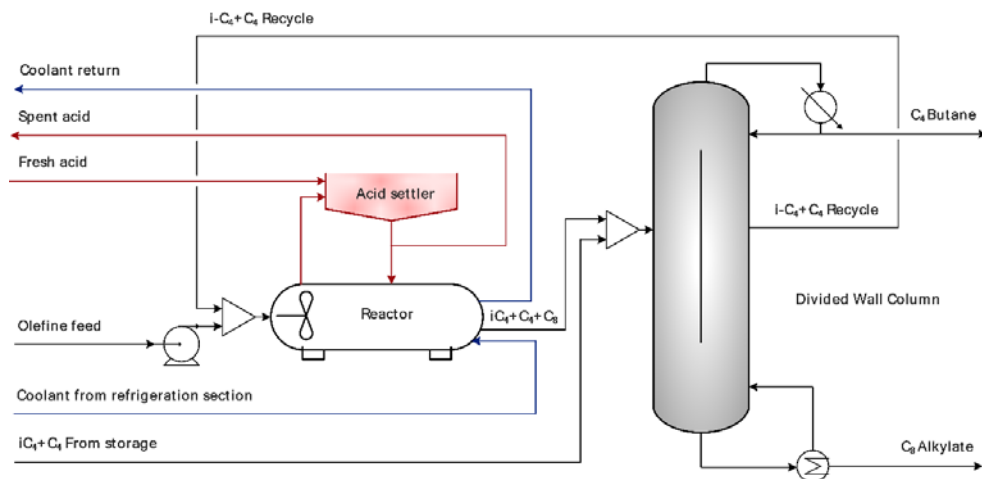 i-C₄+C₄ Recycle
Coolant return
Spent acid
C₄ Butane
Fresh acid
Acid settler
i-C₄+C₄ Recycle
Divided Wall Column
Reactor
iC₄+C₄+C₈
Olefine feed
Coolant from refrigeration section
iC₄+C₄ From storage
C₈ Alkylate